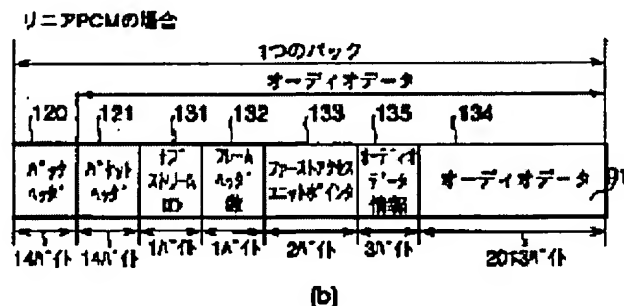 リニアPCMの場合
1つのパック
オーディオデータ
120 121 131 132 133 135 134
パック
ヘッダ
パケット
ヘッダ
サブ
ストリーム
ID
フレーム
ヘッダ
数
ファーストアクセス
ユニットポインタ
オーディオ
データ
情報
オーディオデータ
91
14バイト 14バイト 1バイト 1バイト 2バイト 3バイト 2013バイト
(b)